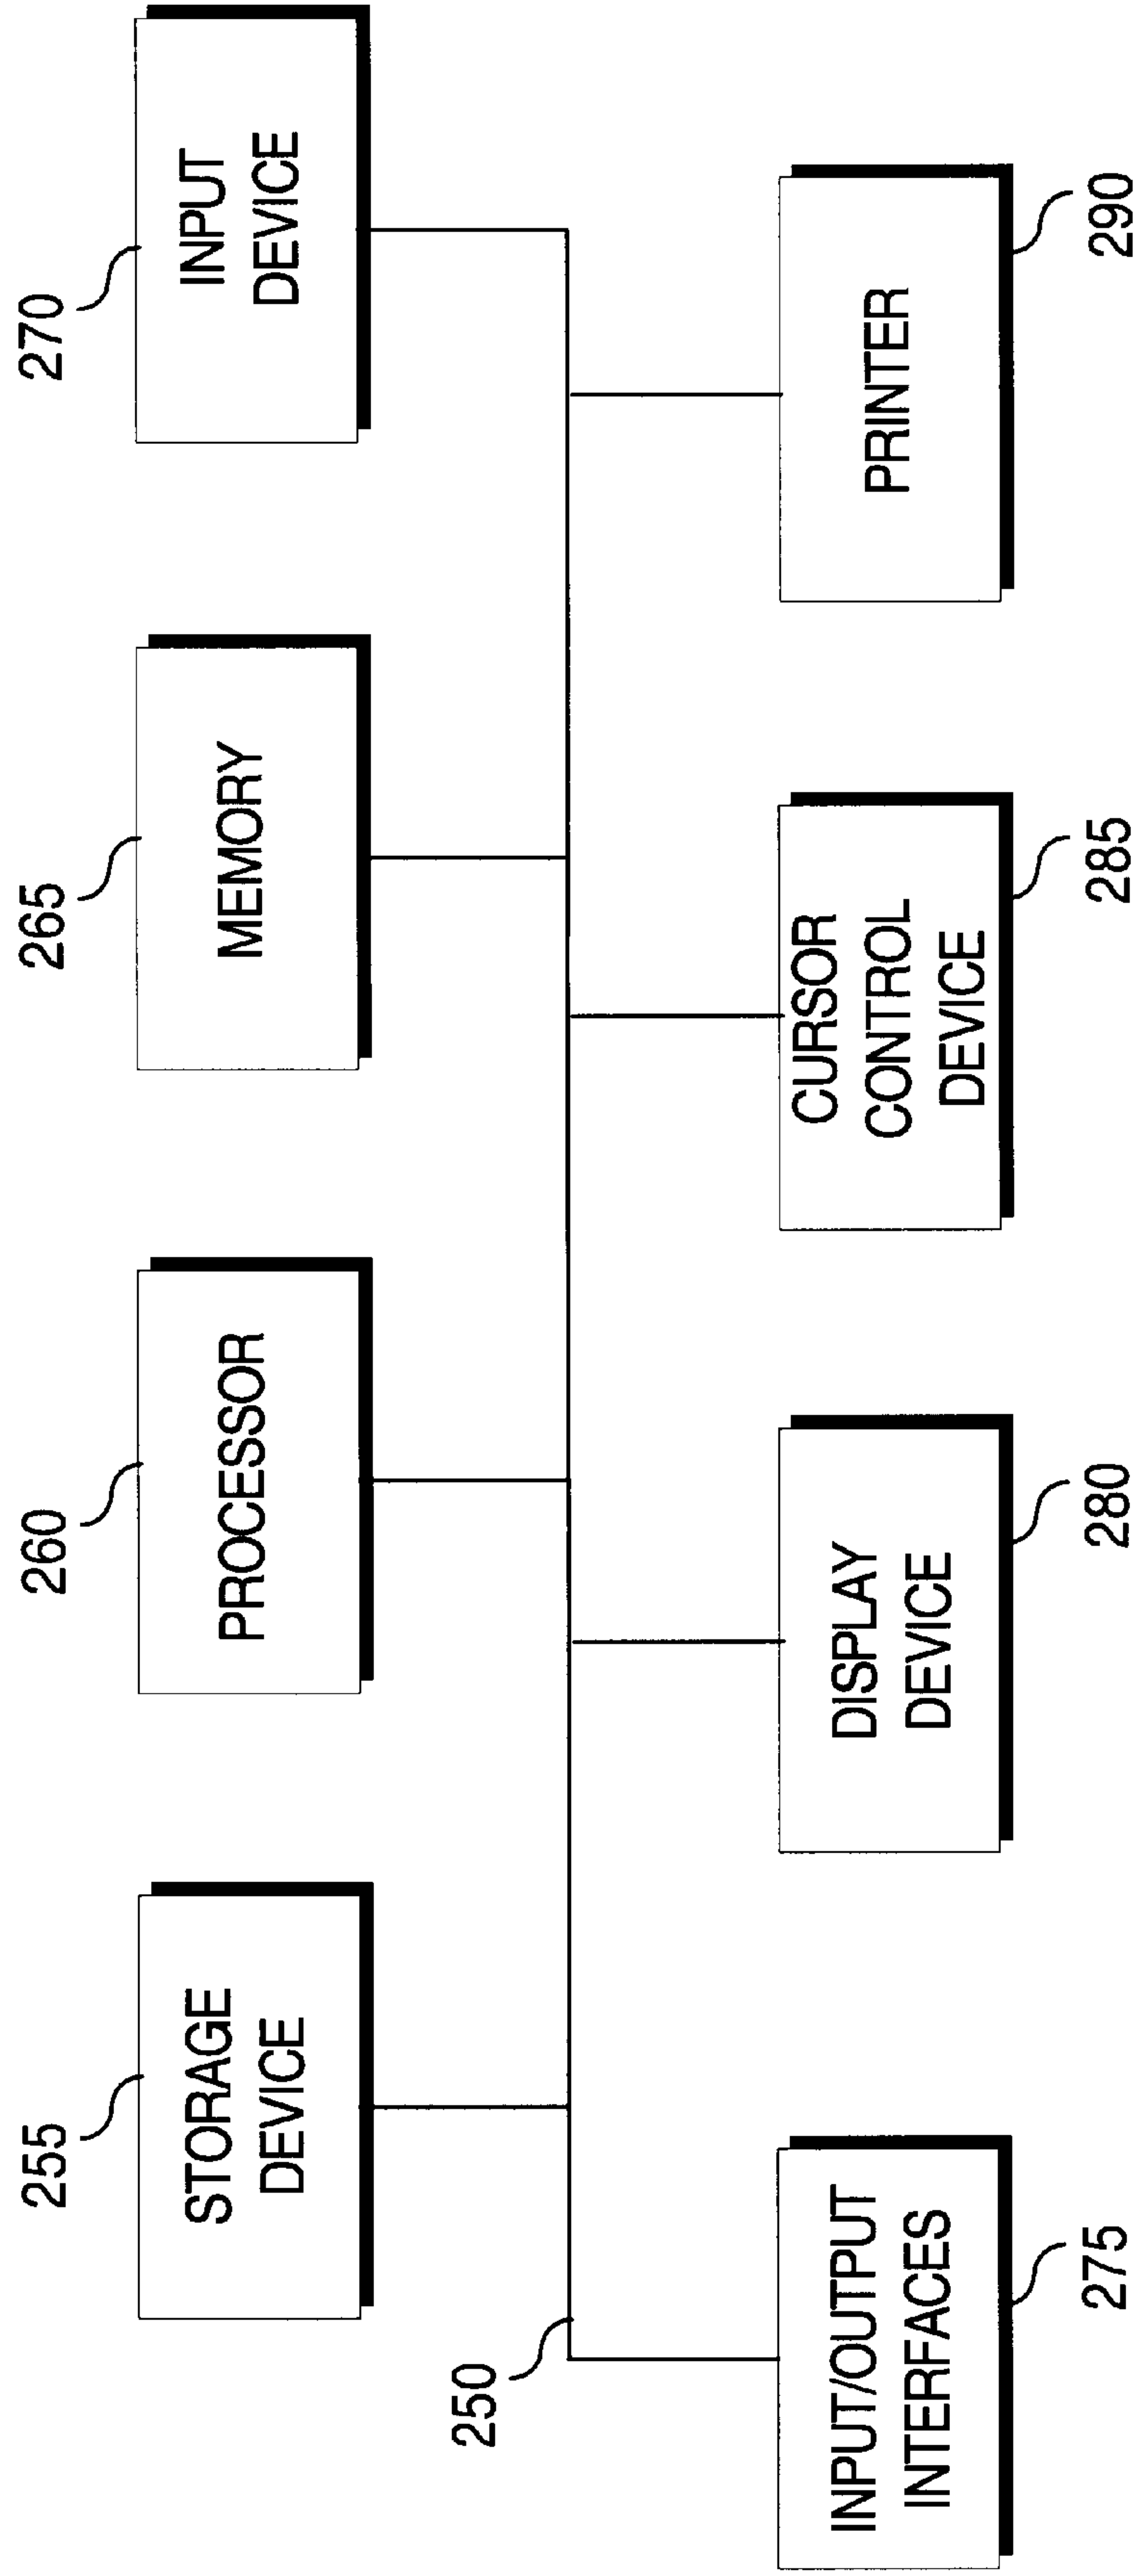 255
STORAGE
DEVICE
260
PROCESSOR
265
MEMORY
270
INPUT
DEVICE
250
INPUT/OUTPUT
INTERFACES
275
DISPLAY
DEVICE
280
CURSOR
CONTROL
DEVICE
285
PRINTER
290